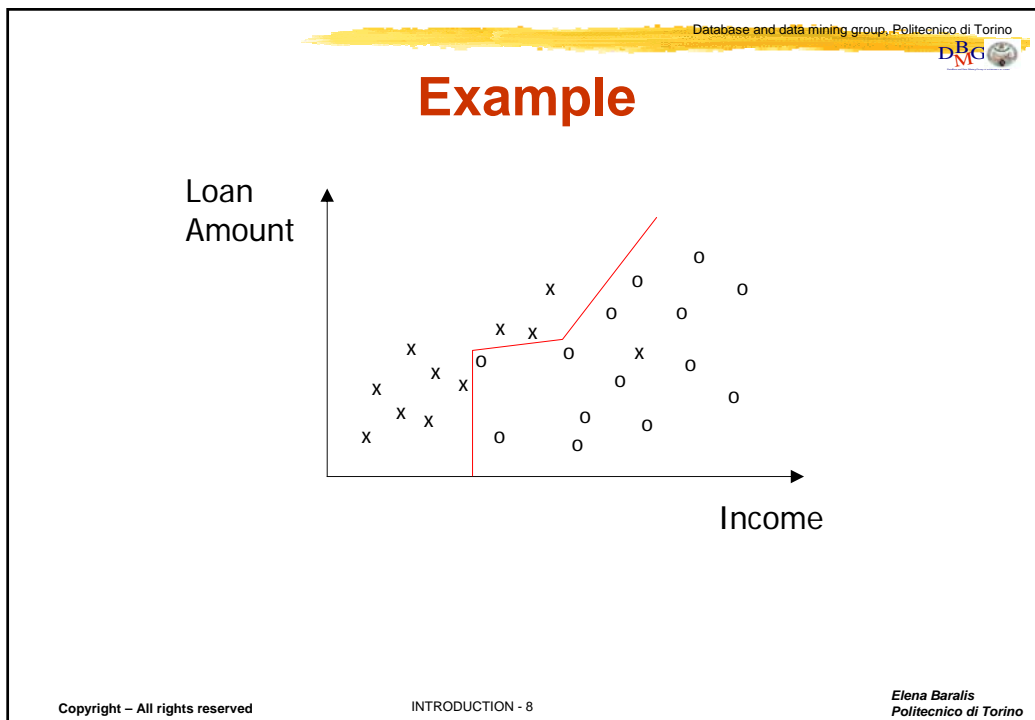 Database and data mining group, Politecnico di Torino
DBMG
Example
Loan
Amount
o
o
x
o
x
o
o
x
x
x
o
x
o
o
x
o
x
x
o
x
o
x
x
o
o
x
o
o
o
Income
Copyright – All rights reserved
INTRODUCTION - 8
Elena Baralis
Politecnico di Torino